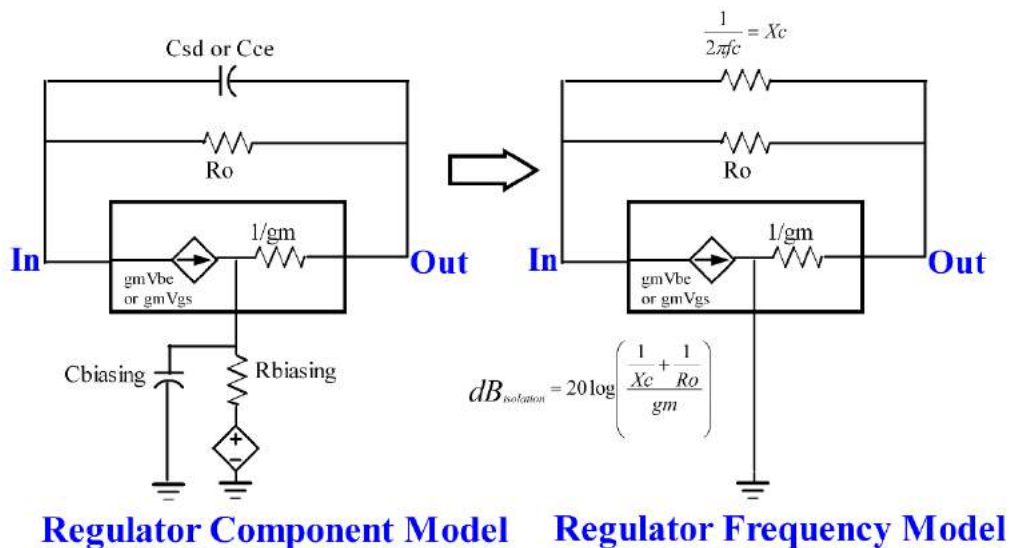 Csd or Cce
Ro
1/gm
In
Out
gmVbe
or gmVgs
Cbiasing
Rbiasing
+
-
Regulator Component Model
1/2πfc = Xc
Ro
1/gm
In
Out
gmVbe
or gmVgs
dBisolation = 20log((1/Xc + 1/Ro)/gm)
Regulator Frequency Model